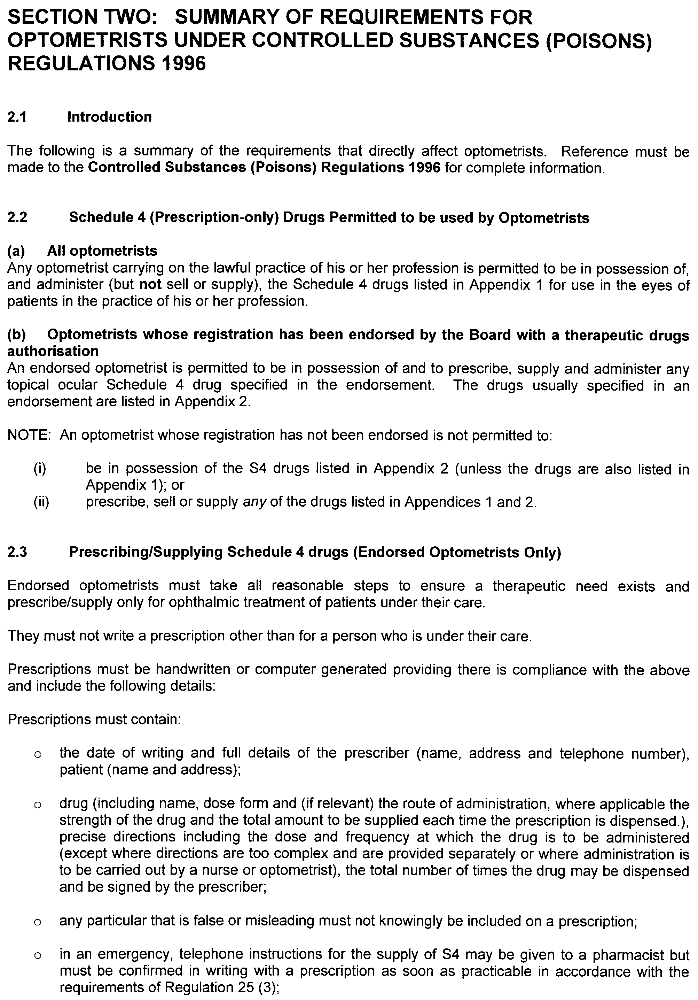 SECTION TWO: SUMMARY OF REQUIREMENTS FOR
OPTOMETRISTS UNDER CONTROLLED SUBSTANCES (POISONS)
REGULATIONS 1996
2.1 Introduction
The following is a summary of the requirements that directly affect optometrists. Reference must be
made to the Controlled Substances (Poisons) Regulations 1996 for complete information.
2.2 Schedule 4 (Prescription-only) Drugs Permitted to be used by Optometrists
(a) All optometrists
Any optometrist carrying on the lawful practice of his or her profession is permitted to be in possession of,
and administer (but not sell or supply), the Schedule 4 drugs listed in Appendix 1 for use in the eyes of
patients in the practice of his or her profession.
(b) Optometrists whose registration has been endorsed by the Board with a therapeutic drugs
authorisation
An endorsed optometrist is permitted to be in possession of and to prescribe, supply and administer any
topical ocular Schedule 4 drug specified in the endorsement. The drugs usually specified in an
endorsement are listed in Appendix 2.
NOTE: An optometrist whose registration has not been endorsed is not permitted to:
(i) be in possession of the S4 drugs listed in Appendix 2 (unless the drugs are also listed in
Appendix 1); or
(ii) prescribe, sell or supply any of the drugs listed in Appendices 1 and 2.
2.3 Prescribing/Supplying Schedule 4 drugs (Endorsed Optometrists Only)
Endorsed optometrists must take all reasonable steps to ensure a therapeutic need exists and
prescribe/supply only for ophthalmic treatment of patients under their care.
They must not write a prescription other than for a person who is under their care.
Prescriptions must be handwritten or computer generated providing there is compliance with the above
and include the following details:
Prescriptions must contain:
o the date of writing and full details of the prescriber (name, address and telephone number),
patient (name and address);
o drug (including name, dose form and (if relevant) the route of administration, where applicable the
strength of the drug and the total amount to be supplied each time the prescription is dispensed.),
precise directions including the dose and frequency at which the drug is to be administered
(except where directions are too complex and are provided separately or where administration is
to be carried out by a nurse or optometrist), the total number of times the drug may be dispensed
and be signed by the prescriber;
o any particular that is false or misleading must not knowingly be included on a prescription;
o in an emergency, telephone instructions for the supply of S4 may be given to a pharmacist but
must be confirmed in writing with a prescription as soon as practicable in accordance with the
requirements of Regulation 25 (3);